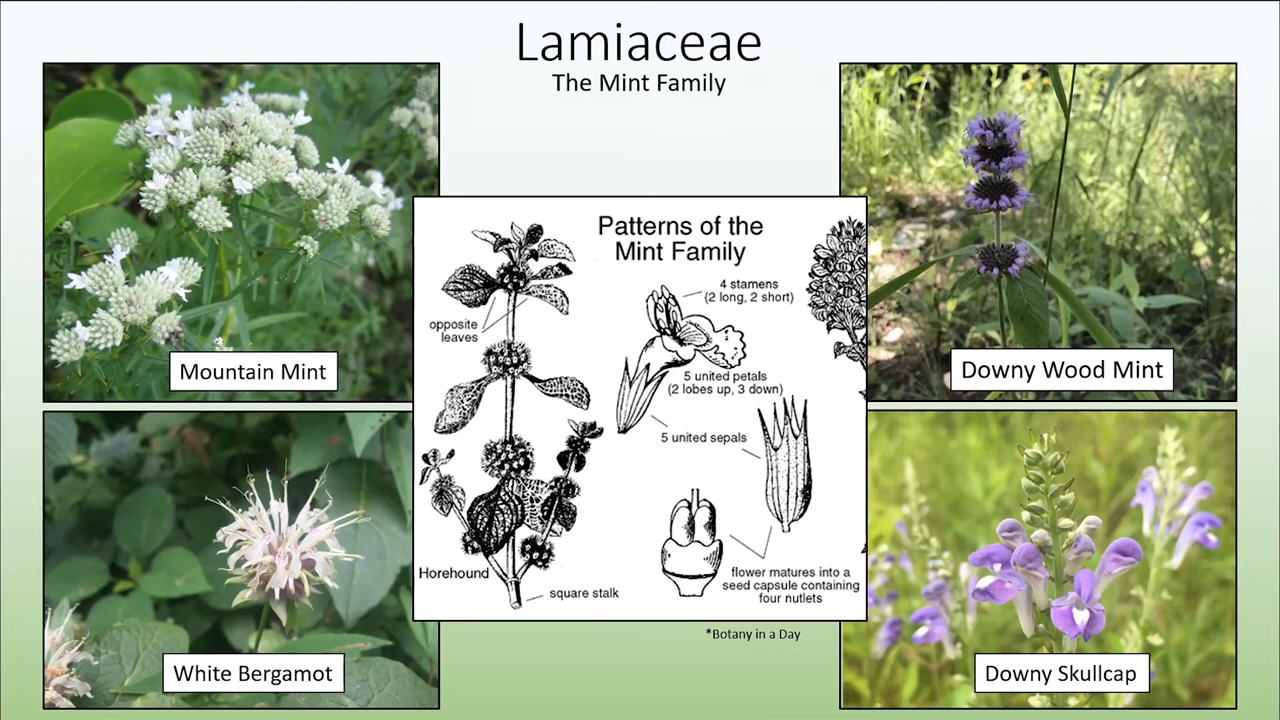 Lamiaceae
The Mint Family
Mountain Mint
Downy Wood Mint
Patterns of the
Mint Family
4 stamens
(2 long, 2 short)
opposite
leaves
5 united petals
(2 lobes up, 3 down)
5 united sepals
Horehound
square stalk
flower matures into a
seed capsule containing
four nutlets
*Botany in a Day
White Bergamot
Downy Skullcap